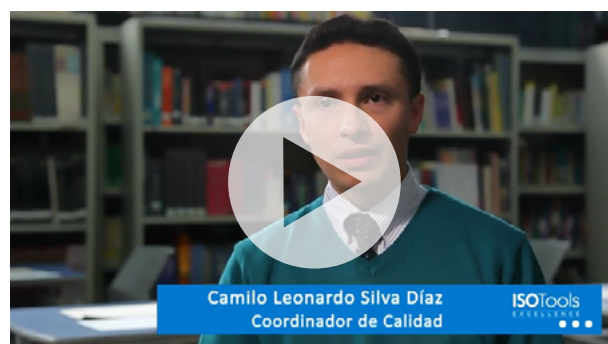 Camilo Leonardo Silva Díaz
Coordinador de Calidad
ISOTools
EXCELLENCE